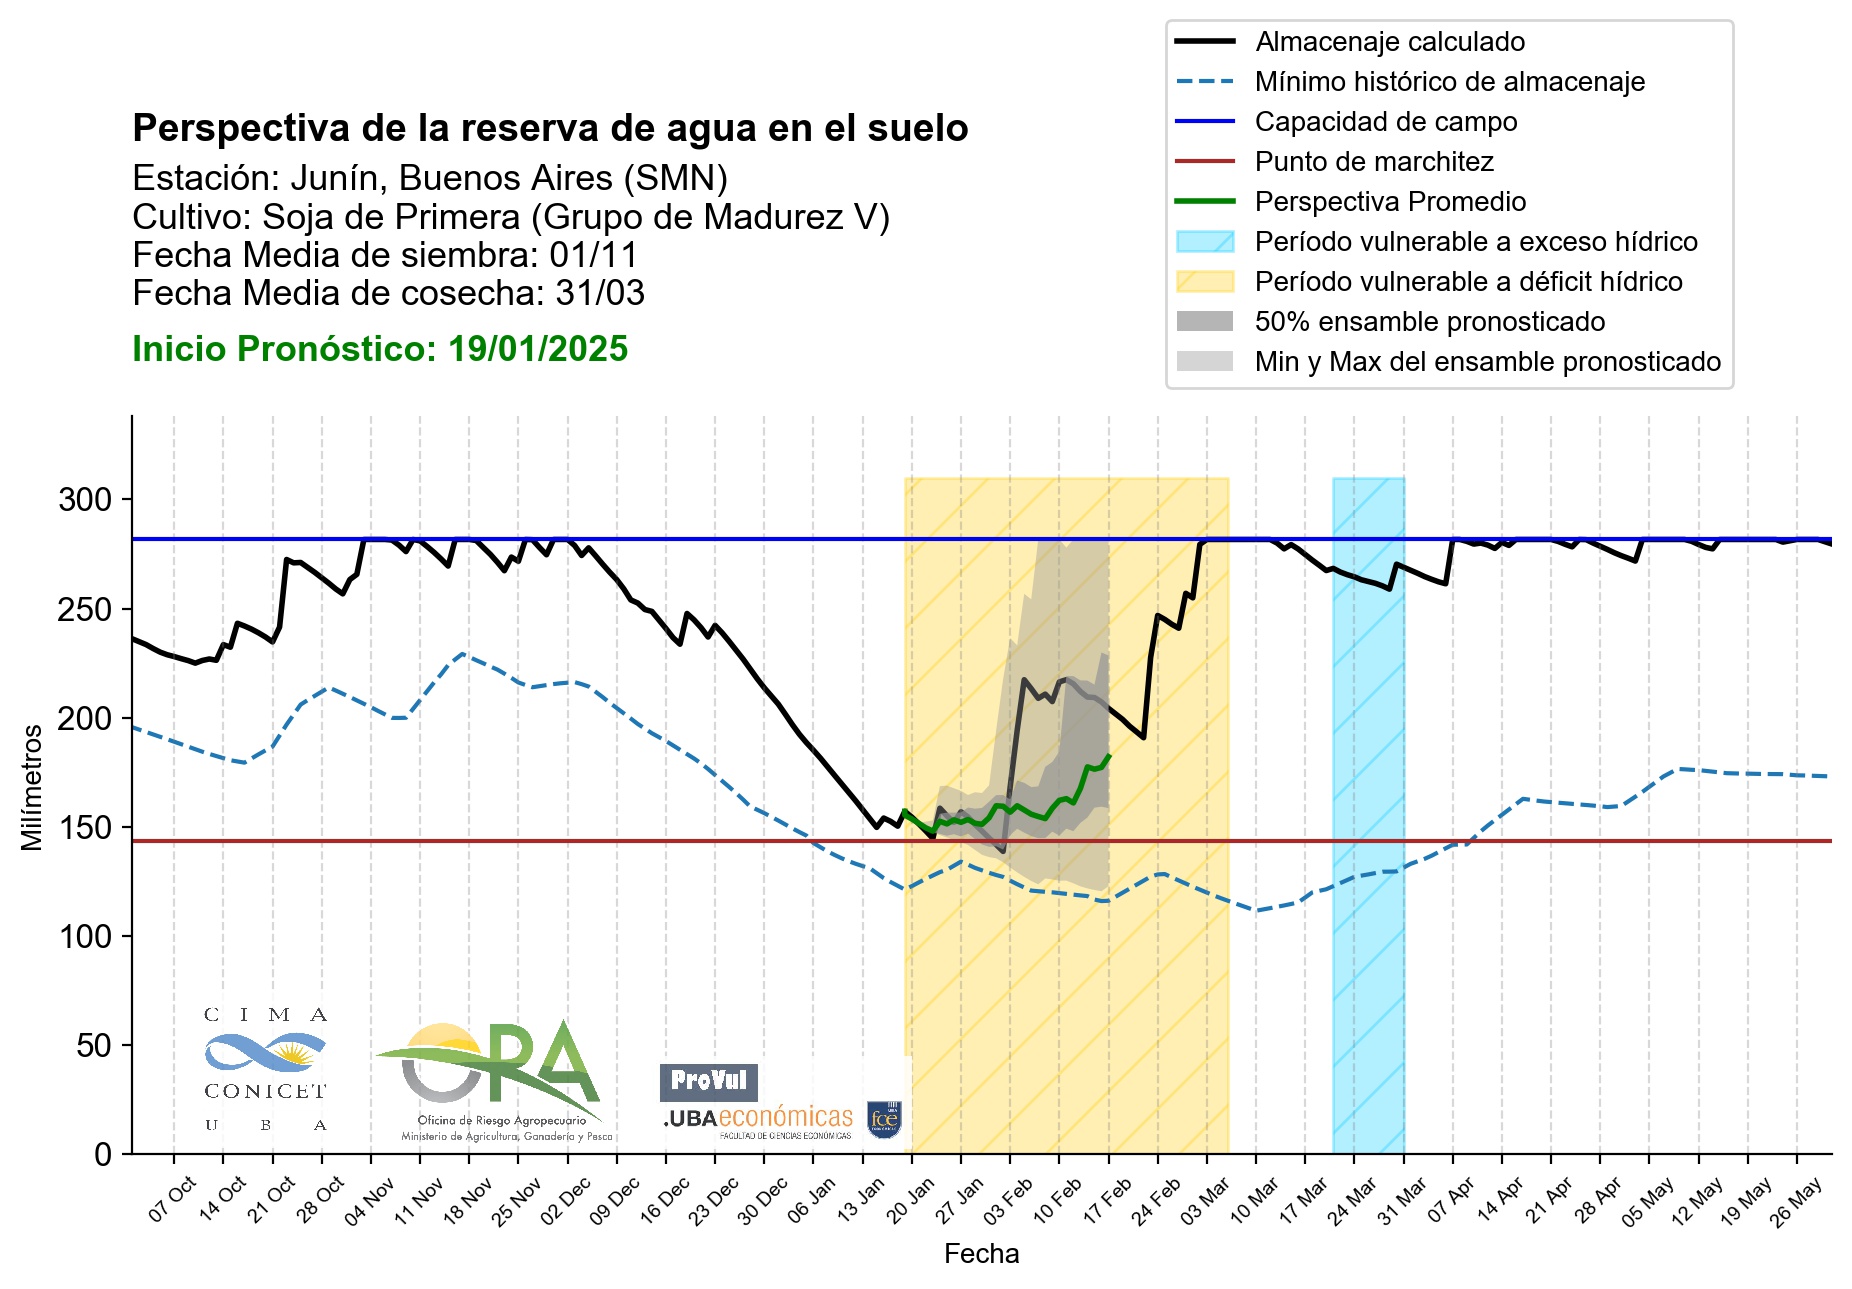 Almacenaje calculado
Mínimo histórico de almacenaje
Capacidad de campo
Punto de marchitez
Perspectiva Promedio
Período vulnerable a exceso hídrico
Período vulnerable a déficit hídrico
50% ensamble pronosticado
Min y Max del ensamble pronosticado
Perspectiva de la reserva de agua en el suelo
Estación: Junín, Buenos Aires (SMN)
Cultivo: Soja de Primera (Grupo de Madurez V)
Fecha Media de siembra: 01/11
Fecha Media de cosecha: 31/03
Inicio Pronóstico: 19/01/2025
Milímetros
300
250
200
150
100
50
0
CIMA
CONICET
UBA
ORA
Oficina de Riesgo Agropecuario
Ministerio de Agricultura, Ganadería y Pesca
ProVul
.UBAeconómicas
FACULTAD DE CIENCIAS ECONÓMICAS
fce
07 Oct
14 Oct
21 Oct
28 Oct
04 Nov
11 Nov
18 Nov
25 Nov
02 Dec
09 Dec
16 Dec
23 Dec
30 Dec
06 Jan
13 Jan
20 Jan
27 Jan
03 Feb
10 Feb
17 Feb
24 Feb
03 Mar
10 Mar
17 Mar
24 Mar
31 Mar
07 Apr
14 Apr
21 Apr
28 Apr
05 May
12 May
19 May
26 May
Fecha